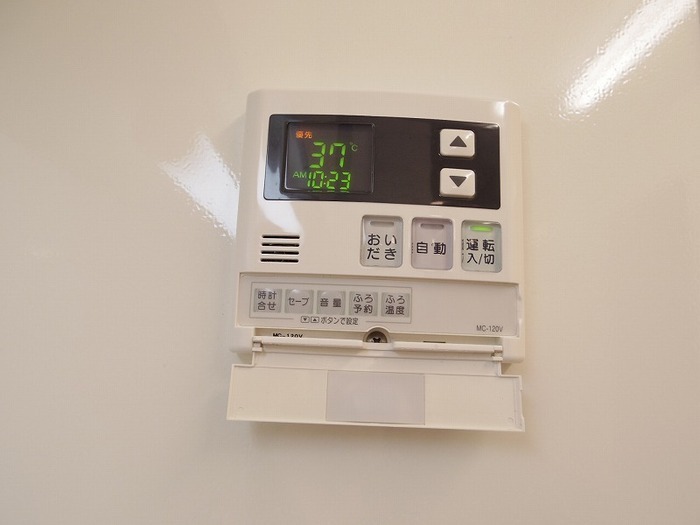 優先
37℃
AM 10:23
▲
▼
おい
だき
自動
運転
入/切
時計
合せ
セーブ
音量
ふろ
予約
ふろ
温度
▽△ボタンで設定
MC-120V
MC-120V